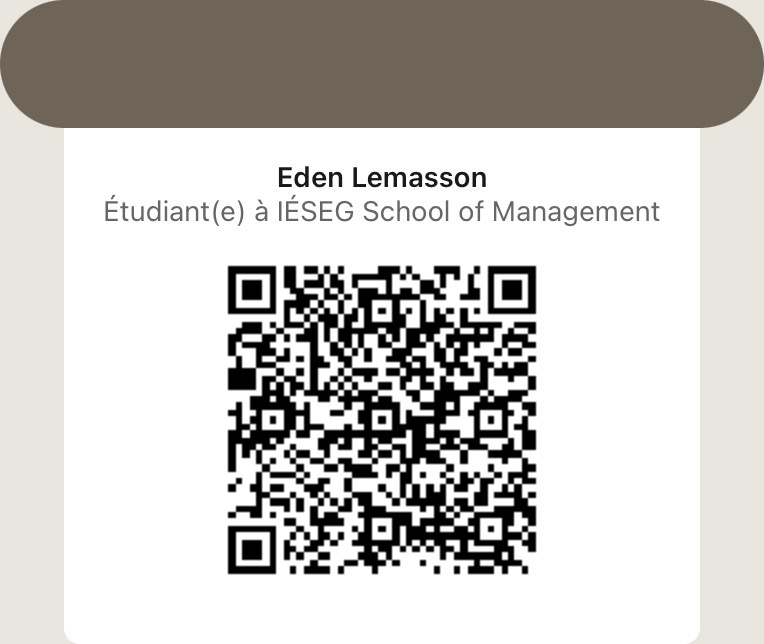 Eden Lemasson
Étudiant(e) à IÉSEG School of Management